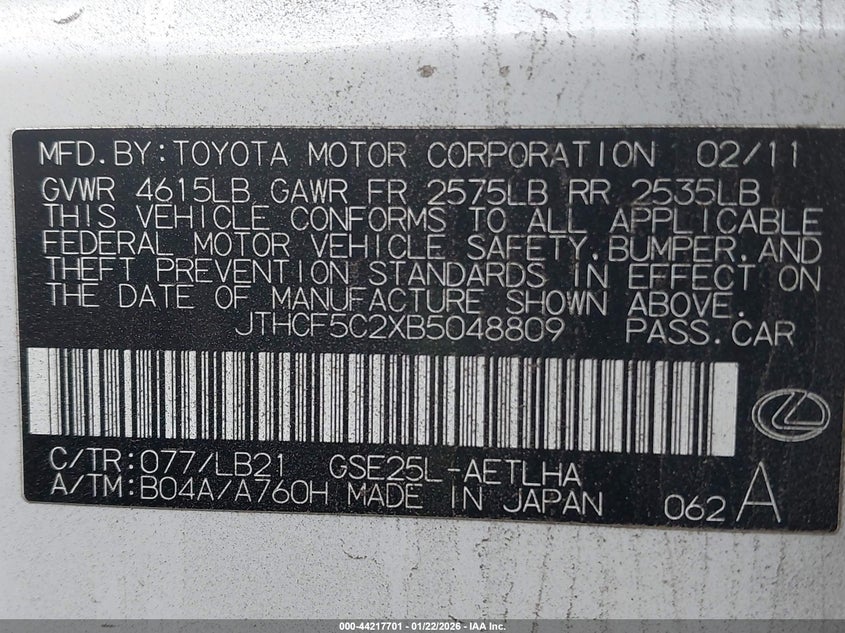 MFD.BY:TOYOTA MOTOR CORPORATION 02/11
GVWR 4615LB GAWR FR 2575LB RR 2535LB
THIS VEHICLE CONFORMS TO ALL APPLICABLE
FEDERAL MOTOR VEHICLE SAFETY,BUMPER,AND
THEFT PREVENTION STANDARDS IN EFFECT ON
THE DATE OF MANUFACTURE SHOWN ABOVE.
JTHCF5C2XB5048809 PASS.CAR
C/TR:077/LB21 GSE25L-AETLHA
A/TM:B04A/A760H MADE IN JAPAN 062 A
000-44217701 - 01/22/2026 - IAA Inc.